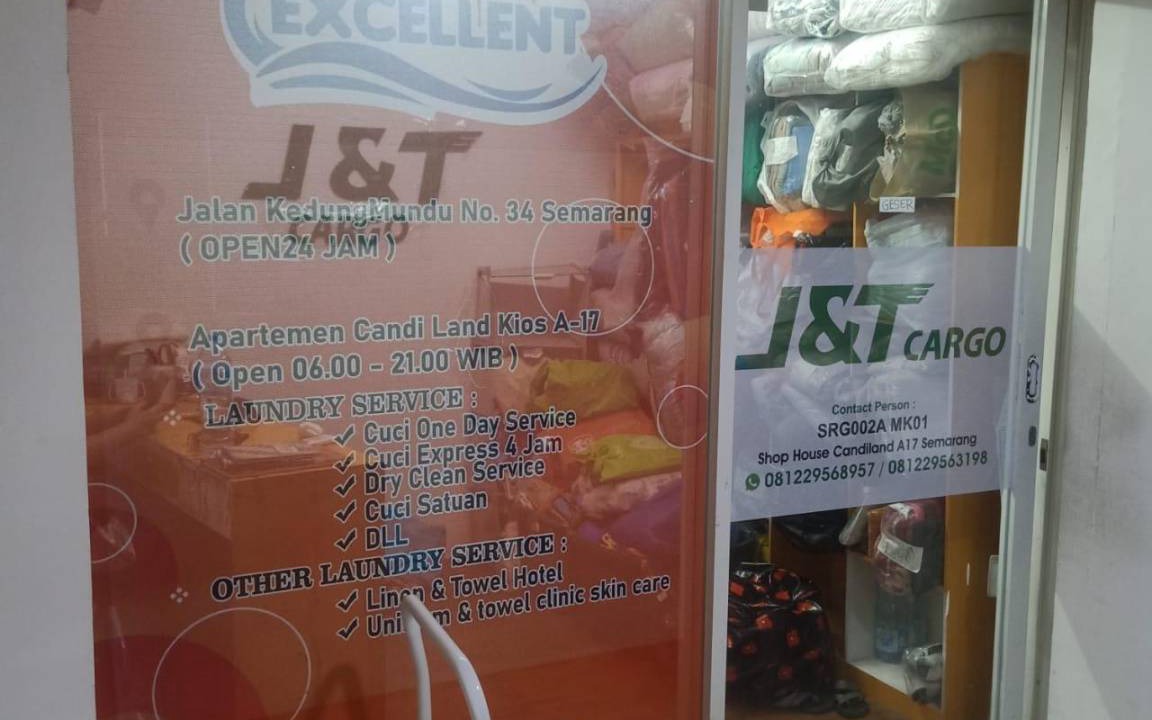 EXCELLENT
J&T
CARGO
Jalan KedungMundu No. 34 Semarang
( OPEN24 JAM )
Apartemen Candi Land Kios A-17
( Open 06.00 - 21.00 WIB )
LAUNDRY SERVICE :
✓ Cuci One Day Service
✓ Cuci Express 4 Jam
✓ Dry Clean Service
✓ Cuci Satuan
✓ DLL
OTHER LAUNDRY SERVICE :
✓ Linen & Towel Hotel
✓ Uniform & towel clinic skin care
GESER
J&T CARGO
Contact Person :
SRG002A MK01
Shop House Candiland A17 Semarang
081229568957 / 081229563198